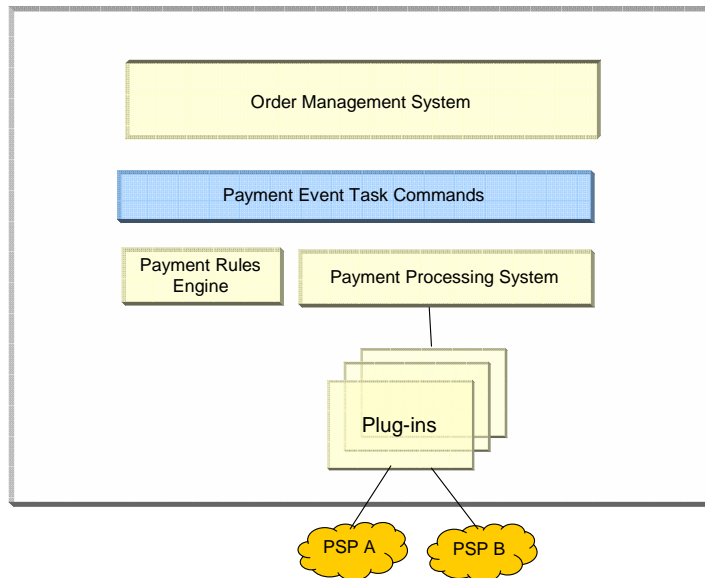 Order Management System
Payment Event Task Commands
Payment Rules
Engine
Payment Processing System
Plug-ins
PSP A
PSP B